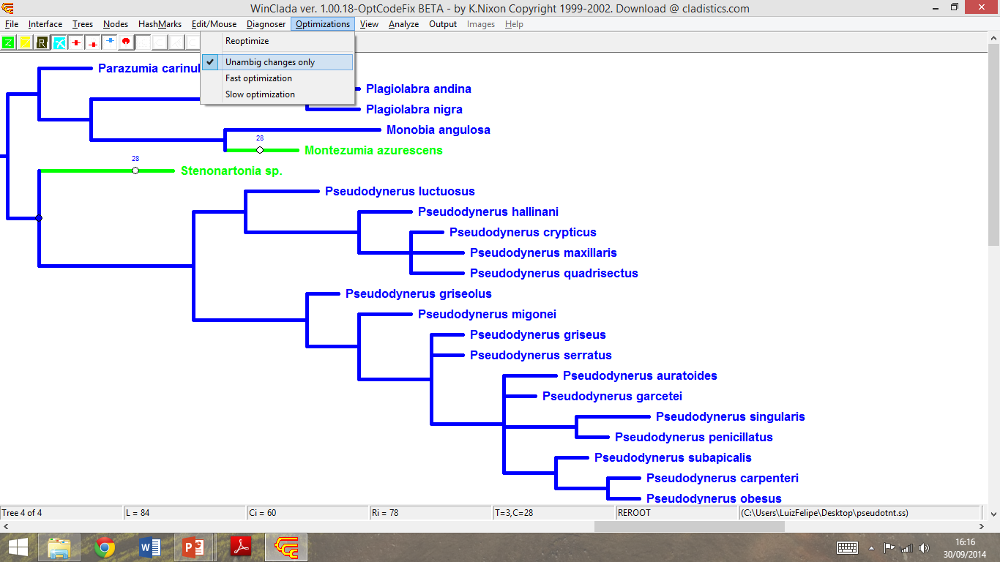 WinClada ver. 1.00.18-OptCodeFix BETA - by K.Nixon Copyright 1999-2002. Download @ cladistics.com
File Interface Trees Nodes HashMarks Edit/Mouse Diagnoser Optimizations View Analyze Output Images Help
Z R
Reoptimize
Unambig changes only
Fast optimization
Slow optimization
Parazumia carinul
Plagiolabra andina
Plagiolabra nigra
Monobia angulosa
28
Montezumia azurescens
28
Stenonartonia sp.
Pseudodynerus luctuosus
Pseudodynerus hallinani
Pseudodynerus crypticus
Pseudodynerus maxillaris
Pseudodynerus quadrisectus
Pseudodynerus griseolus
Pseudodynerus migonei
Pseudodynerus griseus
Pseudodynerus serratus
Pseudodynerus auratoides
Pseudodynerus garcetei
Pseudodynerus singularis
Pseudodynerus penicillatus
Pseudodynerus subapicalis
Pseudodynerus carpenteri
Pseudodynerus obesus
Tree 4 of 4 L = 84 Ci = 60 Ri = 78 T=3,C=28 REROOT (C:\Users\LuizFelipe\Desktop\pseudotnt.ss)
16:16
30/09/2014